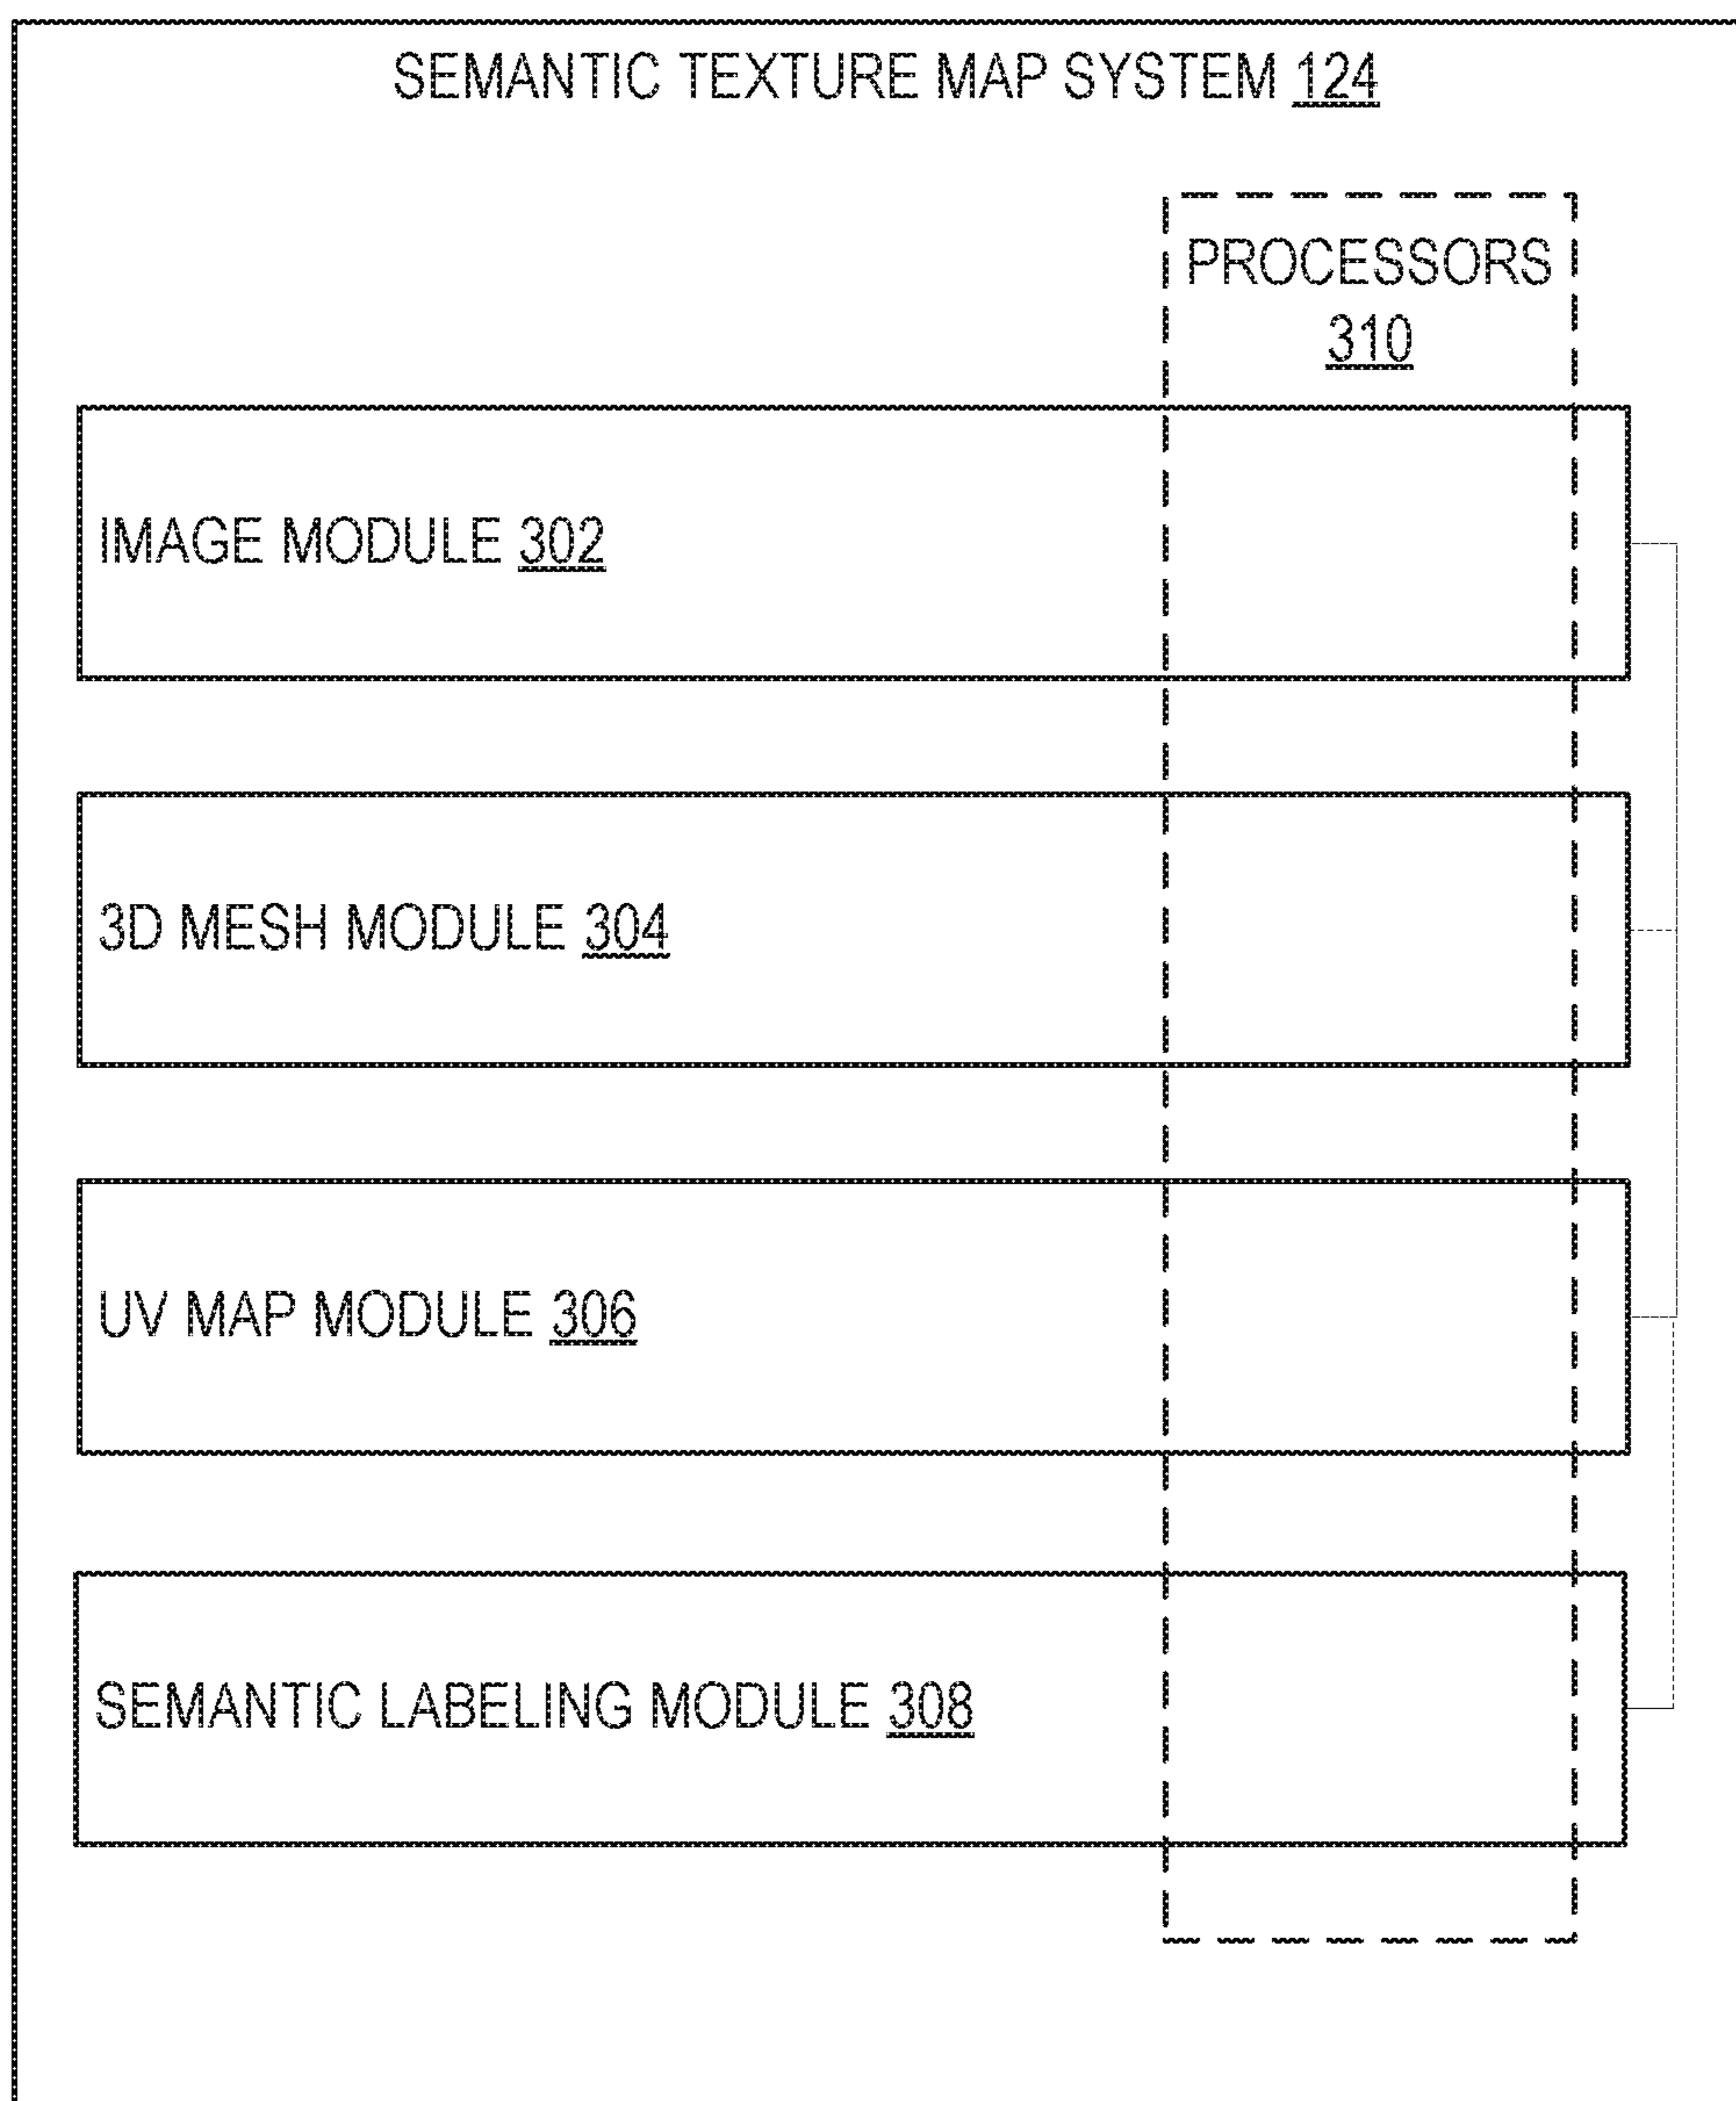 SEMANTIC TEXTURE MAP SYSTEM 124
PROCESSORS
310
IMAGE MODULE 302
3D MESH MODULE 304
UV MAP MODULE 306
SEMANTIC LABELING MODULE 308